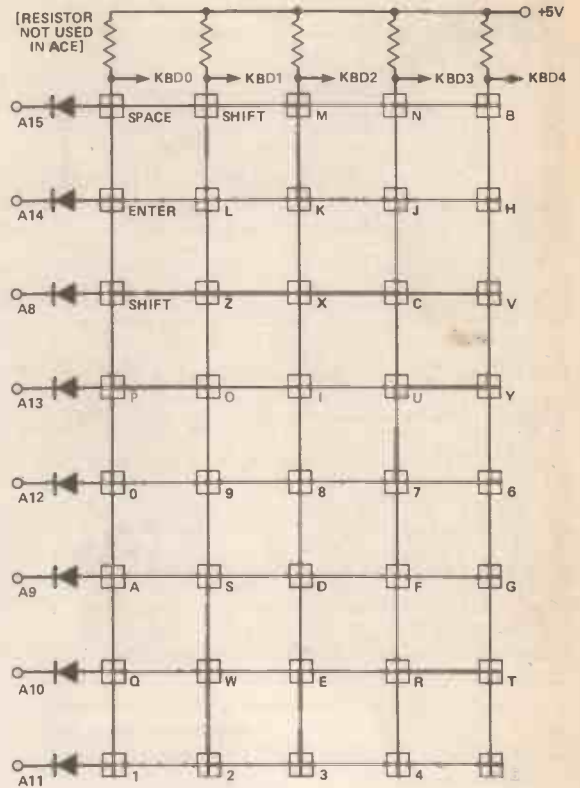 [RESISTOR
NOT USED
IN ACE]
+5V
KBD0 KBD1 KBD2 KBD3 KBD4
A15 SPACE SHIFT M N B
A14 ENTER L K J H
A8 SHIFT Z X C V
A13 P O I U Y
A12 0 9 8 7 6
A9 A S D F G
A10 Q W E R T
A11 1 2 3 4